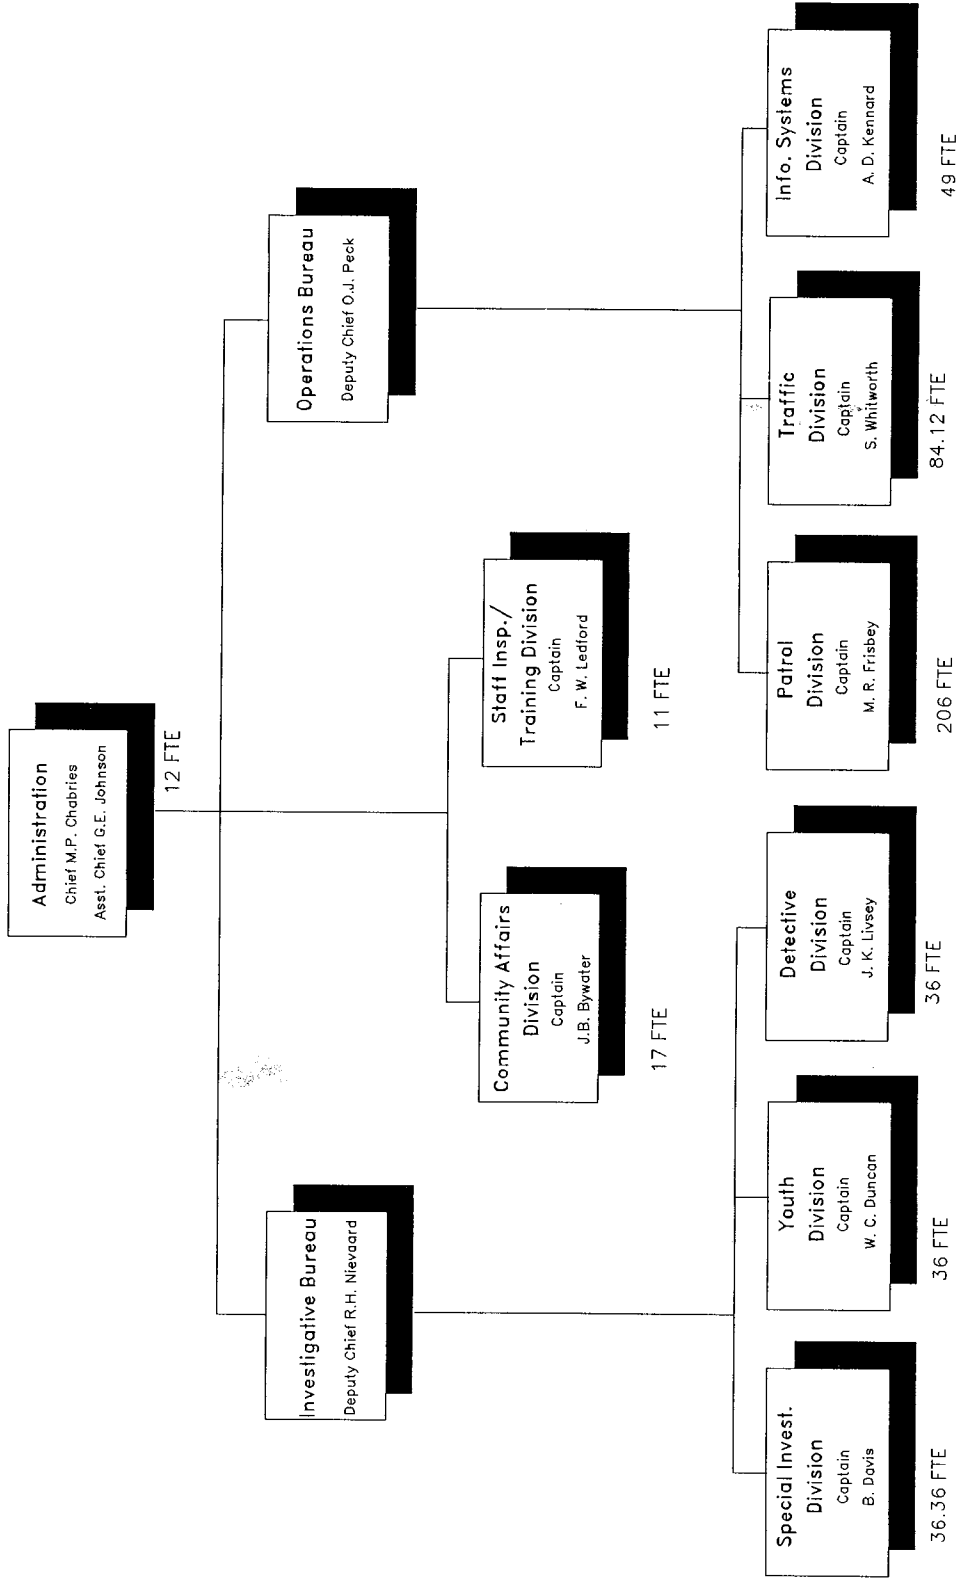 Administration
Chief M.P. Chabries
Asst. Chief G.E. Johnson
12 FTE
Investigative Bureau
Deputy Chief R.H. Nievaard
Operations Bureau
Deputy Chief O.J. Peck
Community Affairs
Division
Captain
J.B. Bywater
17 FTE
Staff Insp./
Training Division
Captain
F. W. Ledford
11 FTE
Special Invest.
Division
Captain
B. Davis
36.36 FTE
Youth
Division
Captain
W. C. Duncan
36 FTE
Detective
Division
Captain
J. K. Livsey
36 FTE
Patrol
Division
Captain
M. R. Frisbey
206 FTE
Traffic
Division
Captain
S. Whitworth
84.12 FTE
Info. Systems
Division
Captain
A. D. Kennard
49 FTE